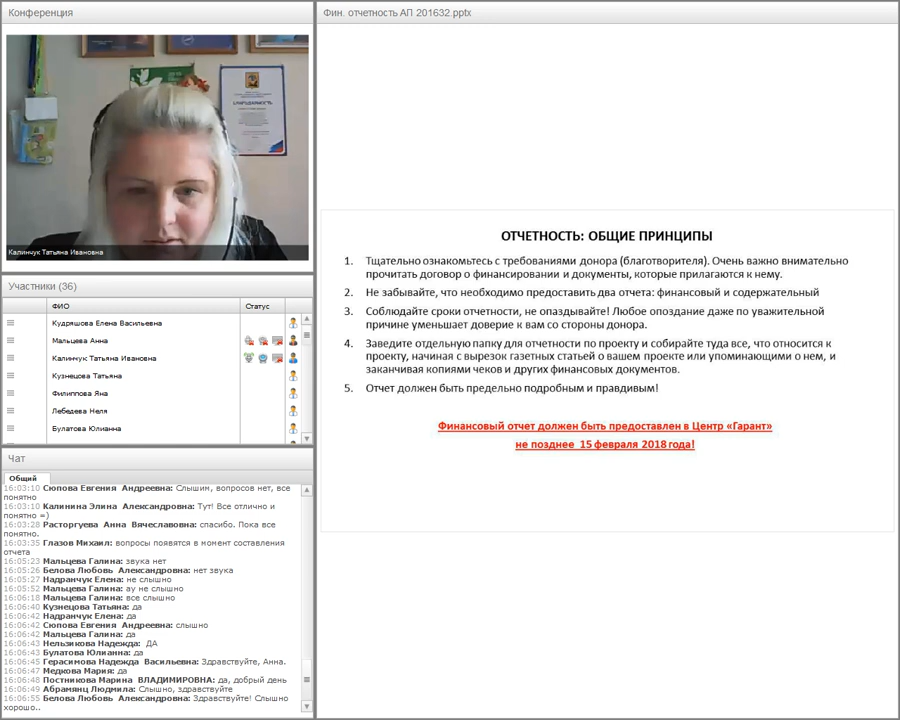 Конференция
БЛАГОДАРНОСТЬ
Калинчук Татьяна Ивановна
Участники (36)
ФИО
Статус
Кудряшова Елена Васильевна
Мальцева Анна
Калинчук Татьяна Ивановна
Кузнецова Татьяна
Филиппова Яна
Лебедева Неля
Булатова Юлианна
Чат
Общий
16:03:10 Сюпова Евгения Андреевна: Слышим, вопросов нет, все
понятно
16:03:10 Калинина Элина Александровна: Тут! Все отлично и
понятно =)
16:03:28 Расторгуева Анна Вячеславовна: спасибо. Пока все
понятно.
16:03:35 Глазов Михаил: вопросы появятся в момент составления
отчета
16:05:23 Мальцева Галина: звука нет
16:05:26 Белова Любовь Александровна: нет звука
16:05:27 Надранчук Елена: не слышно
16:05:52 Мальцева Галина: ау не слышно
16:06:18 Мальцева Галина: все слышно
16:06:40 Кузнецова Татьяна: да
16:06:42 Надранчук Елена: да
16:06:42 Сюпова Евгения Андреевна: слышно
16:06:42 Мальцева Галина: да
16:06:43 Нельзикова Надежда: ДА
16:06:43 Булатова Юлианна: да
16:06:45 Герасимова Надежда Васильевна: Здравствуйте, Анна.
16:06:47 Медкова Мария: да
16:06:48 Постникова Марина ВЛАДИМИРОВНА: да, добрый день
16:06:49 Абрамянц Людмила: Слышно, здравствуйте
16:06:55 Белова Любовь Александровна: Здравствуйте! Слышно
хорошо..
Фин. отчетность АП 201632.pptx
ОТЧЕТНОСТЬ: ОБЩИЕ ПРИНЦИПЫ
1. Тщательно ознакомьтесь с требованиями донора (благотворителя). Очень важно внимательно
прочитать договор о финансировании и документы, которые прилагаются к нему.
2. Не забывайте, что необходимо предоставить два отчета: финансовый и содержательный
3. Соблюдайте сроки отчетности, не опаздывайте! Любое опоздание даже по уважительной
причине уменьшает доверие к вам со стороны донора.
4. Заведите отдельную папку для отчетности по проекту и собирайте туда все, что относится к
проекту, начиная с вырезок газетных статьей о вашем проекте или упоминающими о нем, и
заканчивая копиями чеков и других финансовых документов.
5. Отчет должен быть предельно подробным и правдивым!
Финансовый отчет должен быть предоставлен в Центр «Гарант»
не позднее 15 февраля 2018 года!